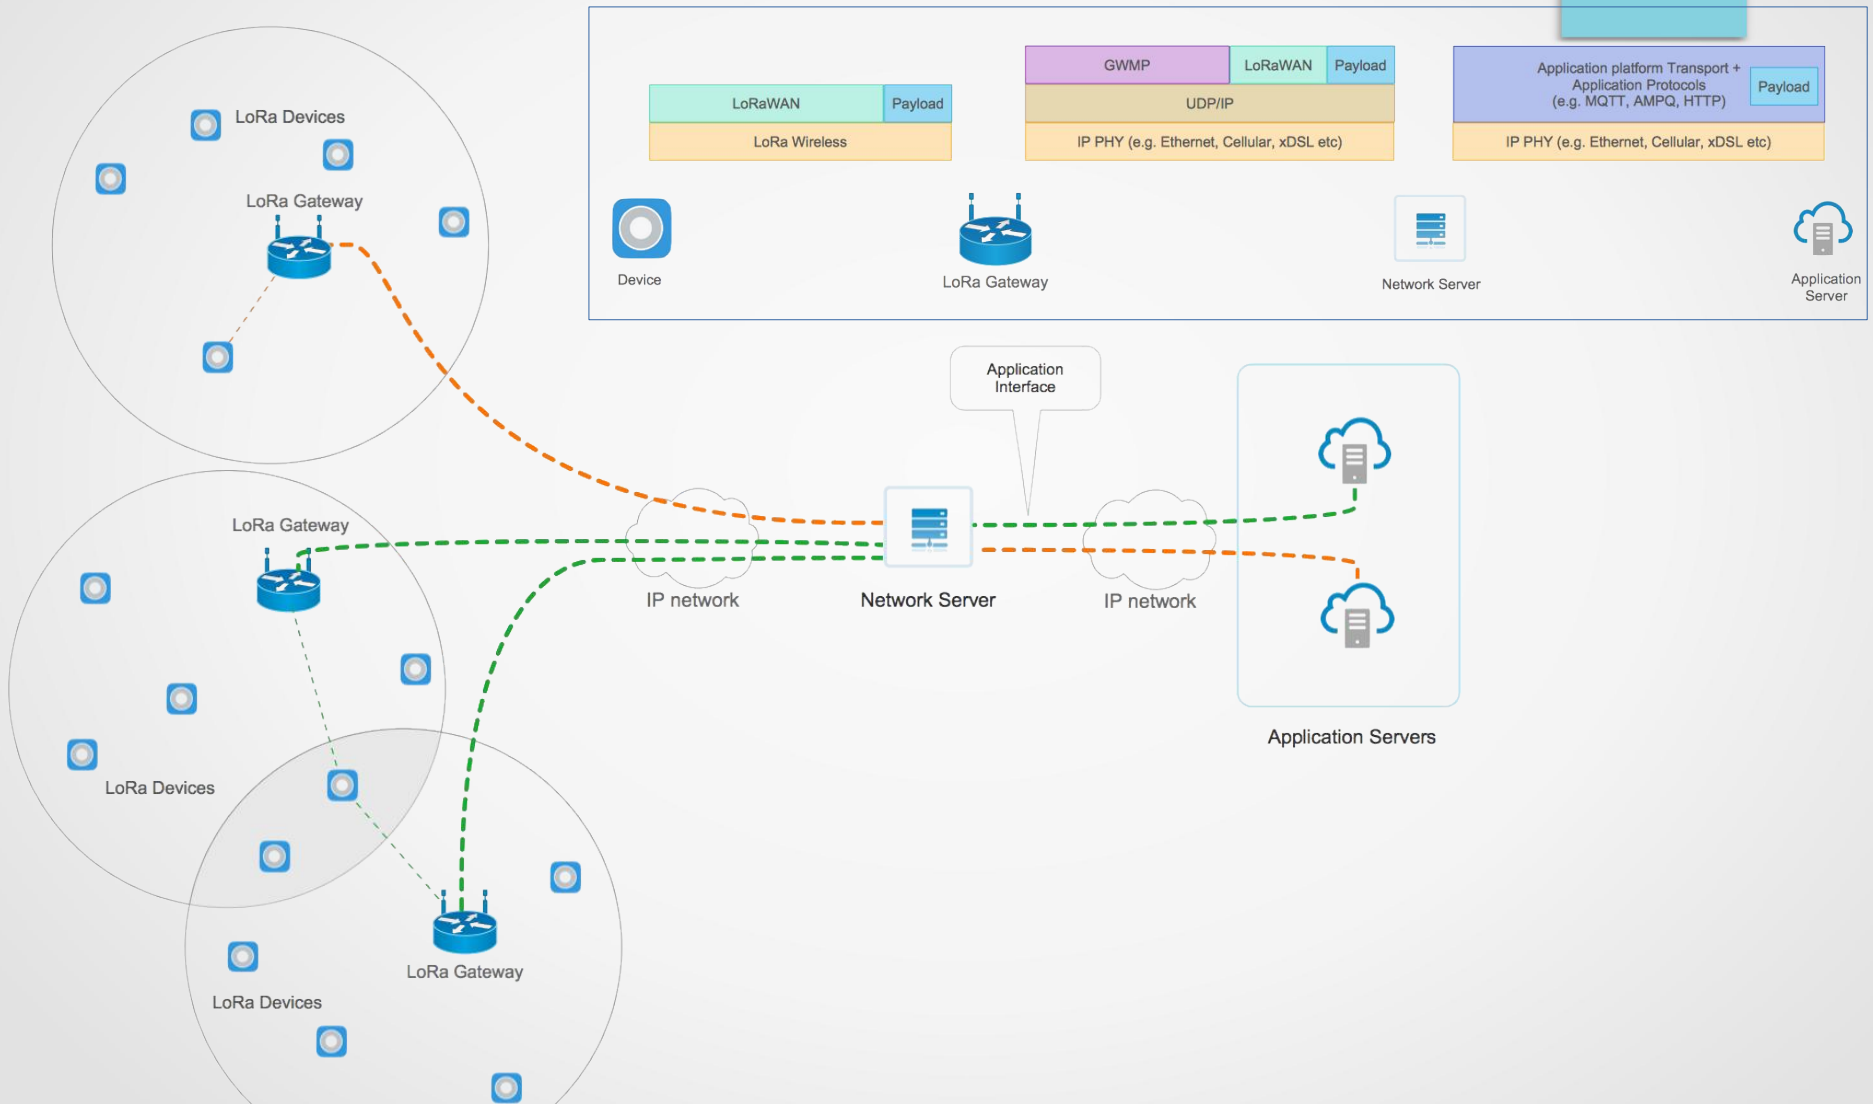 GWMP
LoRaWAN
Payload
LoRaWAN
Payload
UDP/IP
LoRa Wireless
IP PHY (e.g. Ethernet, Cellular, xDSL etc)
Application platform Transport +
Application Protocols
(e.g. MQTT, AMPQ, HTTP)
Payload
IP PHY (e.g. Ethernet, Cellular, xDSL etc)
Device
LoRa Gateway
Network Server
Application
Server
LoRa Devices
LoRa Gateway
Application
Interface
LoRa Gateway
IP network
Network Server
IP network
Application Servers
LoRa Devices
LoRa Gateway
LoRa Devices